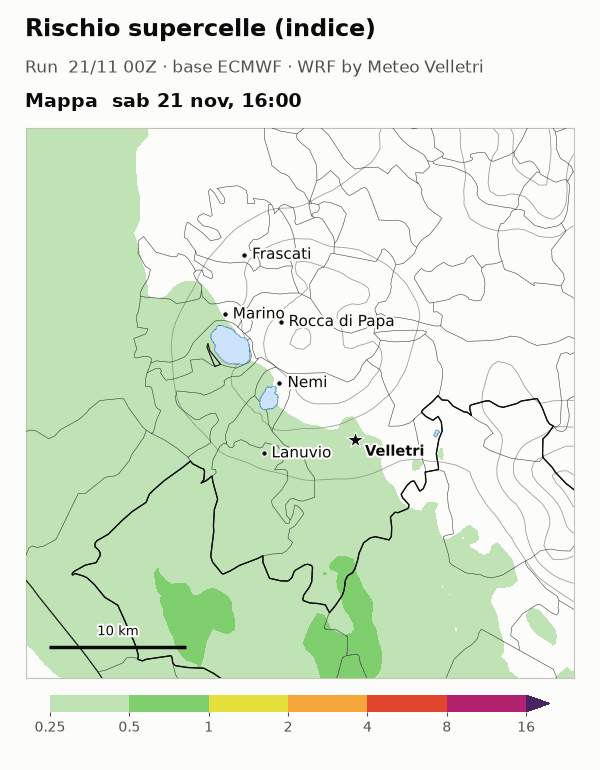 Rischio supercelle (indice)
Run  21/11 00Z · base ECMWF · WRF by Meteo Velletri
Mappa  sab 21 nov, 16:00
Frascati
Marino
Rocca di Papa
Nemi
Velletri
Lanuvio
10 km
0.25 0.5 1 2 4 8 16